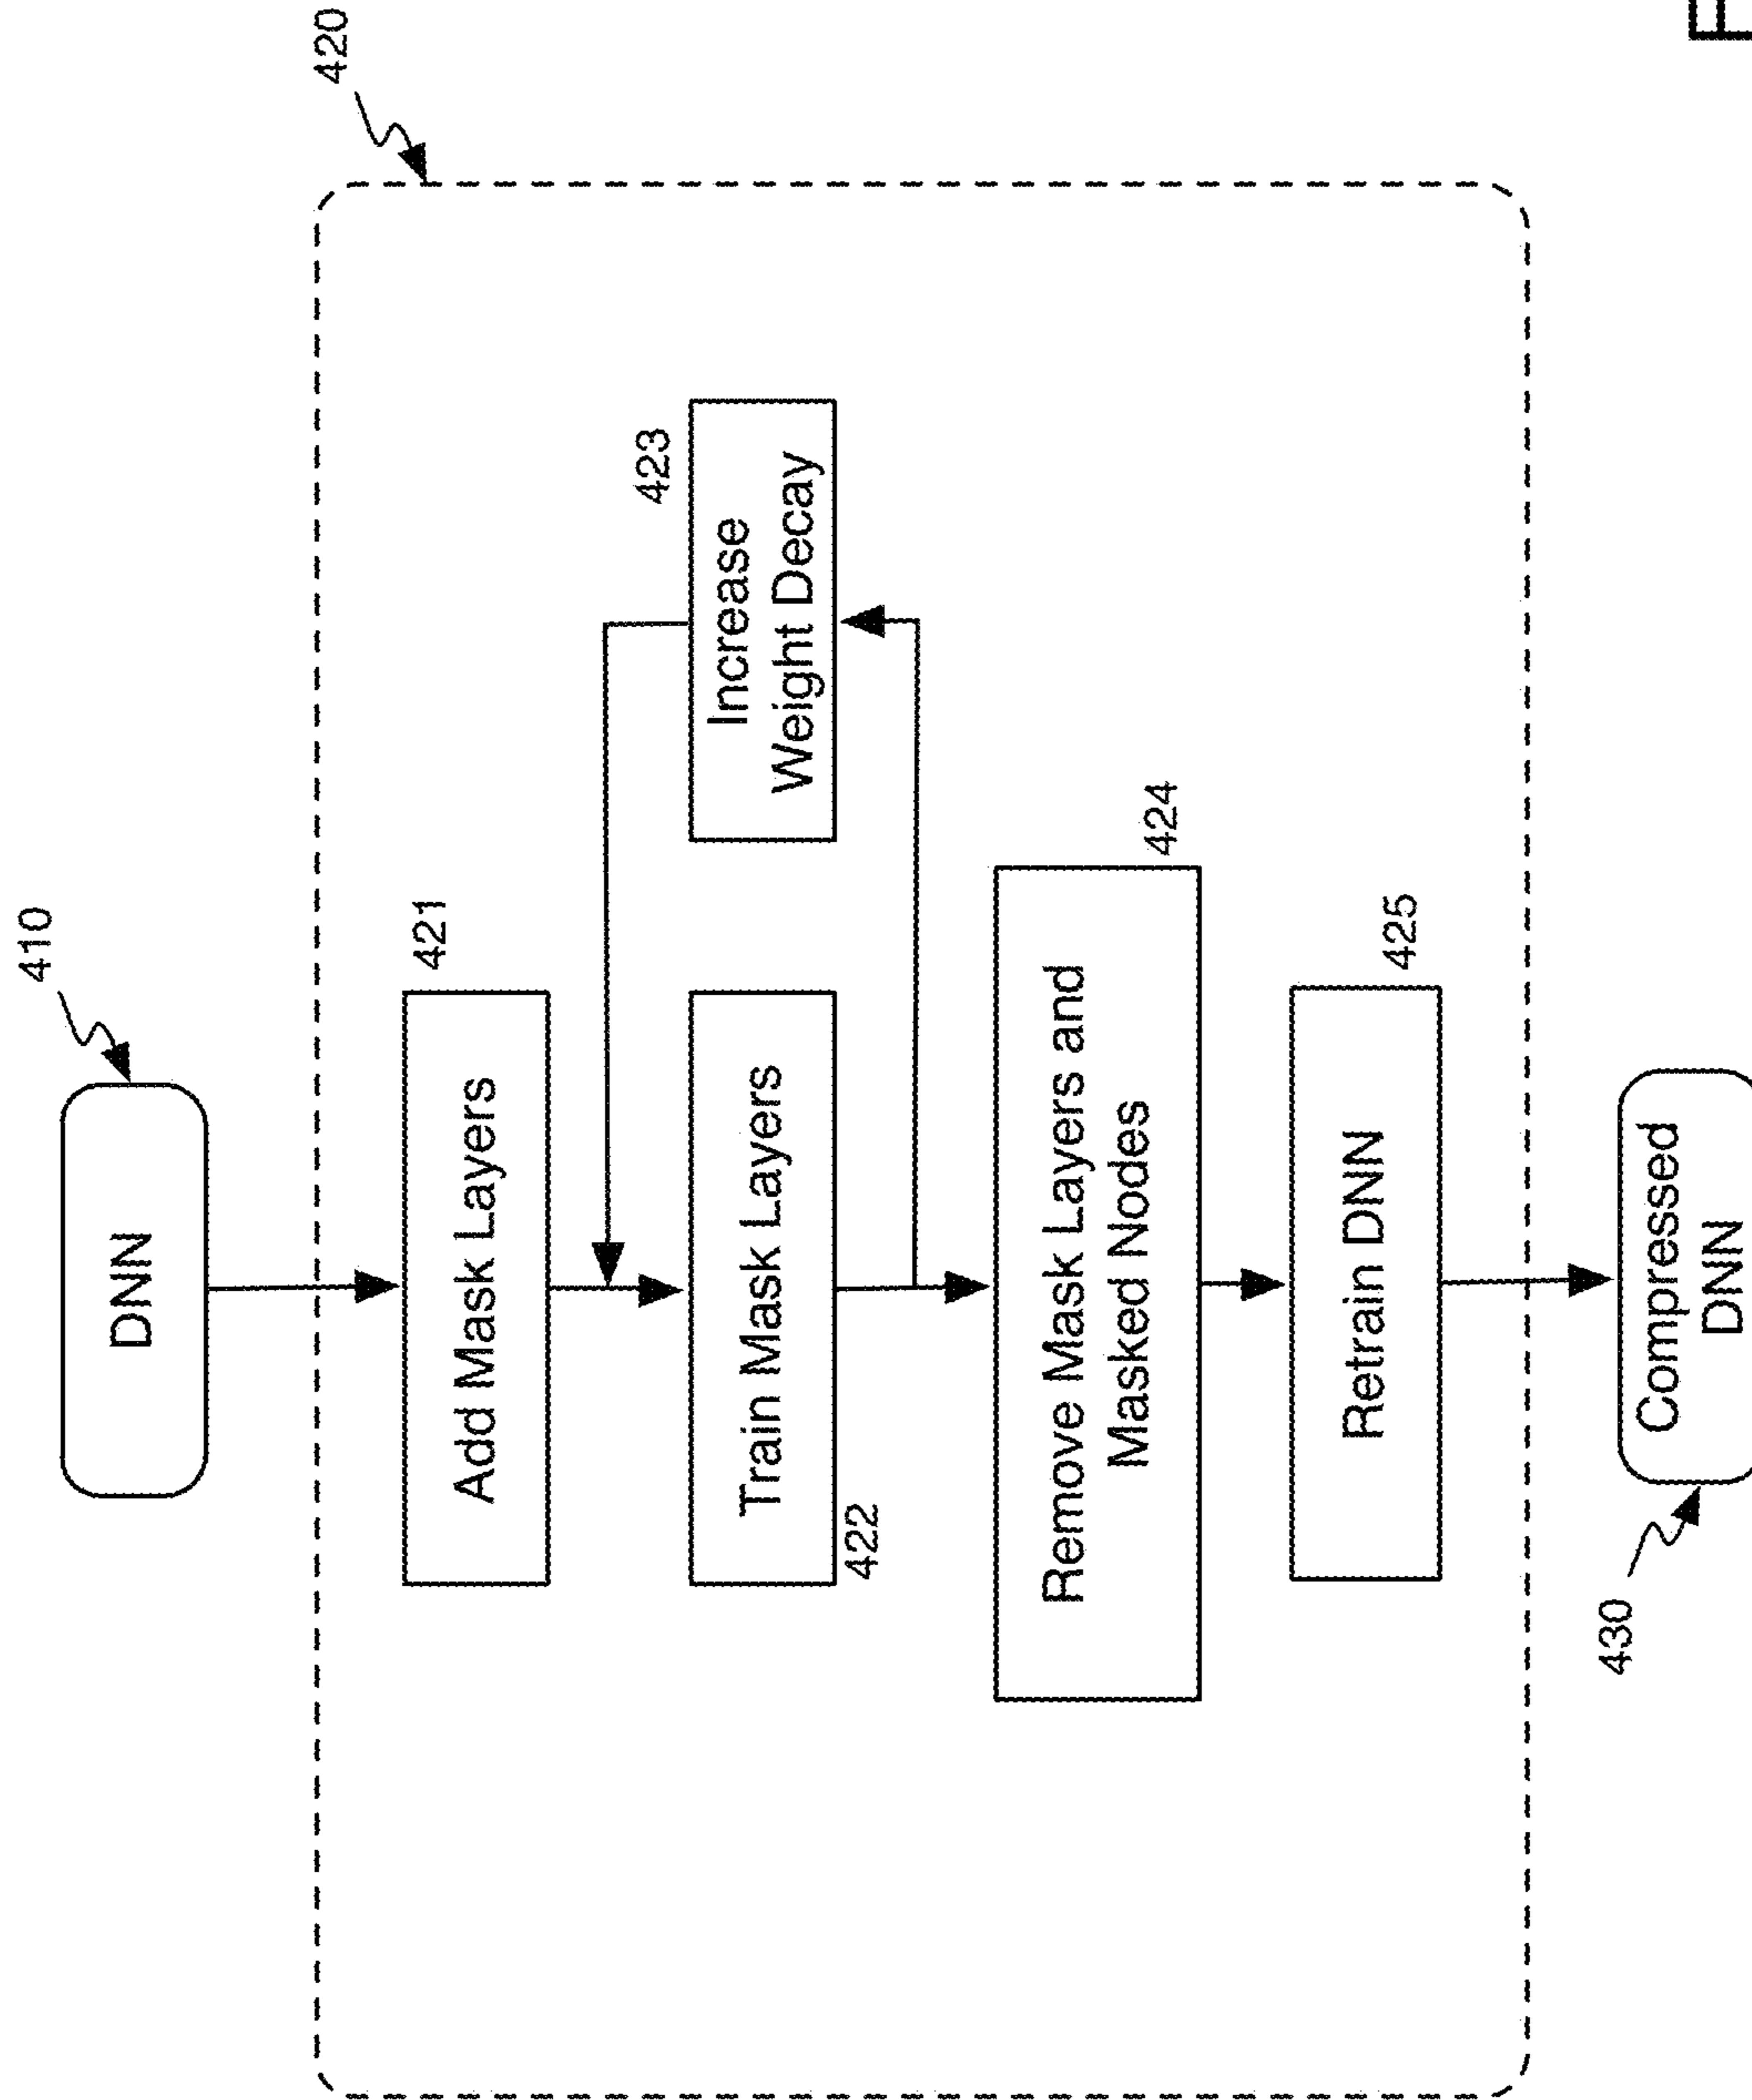 410
DNN
420
Add Mask Layers
421
Increase
Weight Decay
423
Train Mask Layers
422
Remove Mask Layers and
Masked Nodes
424
Retrain DNN
425
Compressed
DNN
430